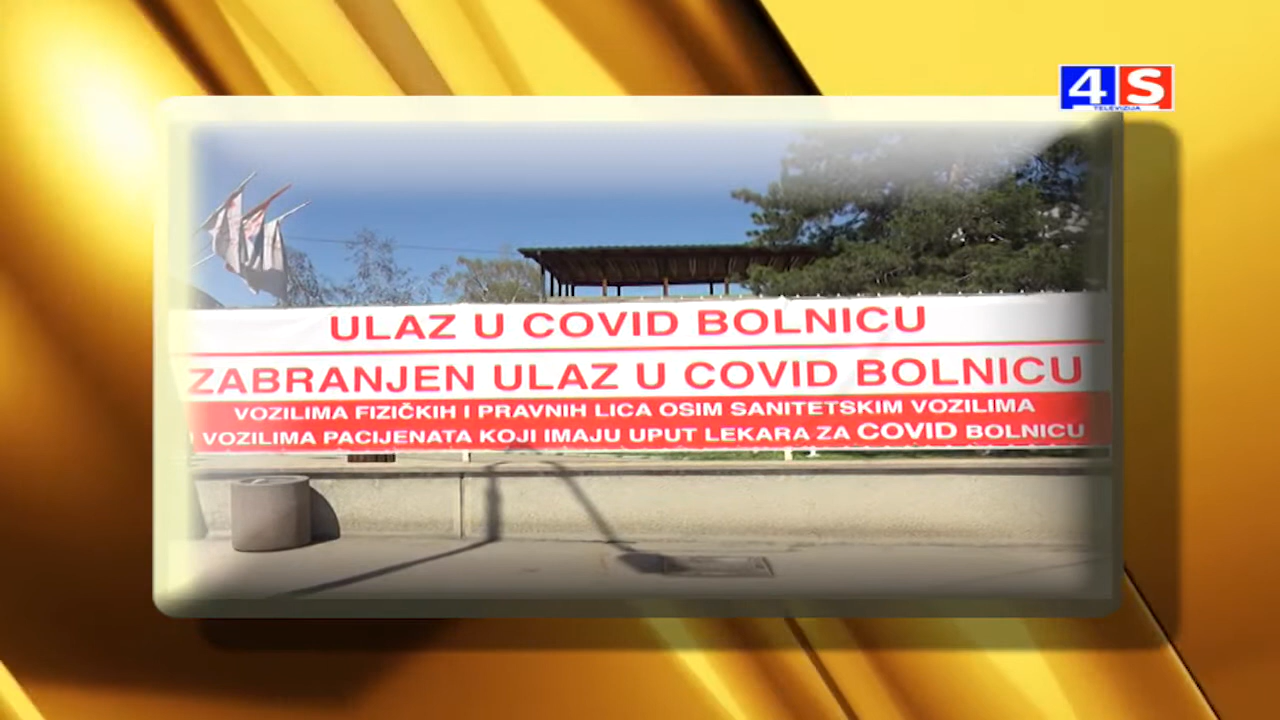 4S
TELEVIZIJA
ULAZ U COVID BOLNICU
ZABRANJEN ULAZ U COVID BOLNICU
VOZILIMA FIZIČKIH I PRAVNIH LICA OSIM SANITETSKIM VOZILIMA
I VOZILIMA PACIJENATA KOJI IMAJU UPUT LEKARA ZA COVID BOLNICU